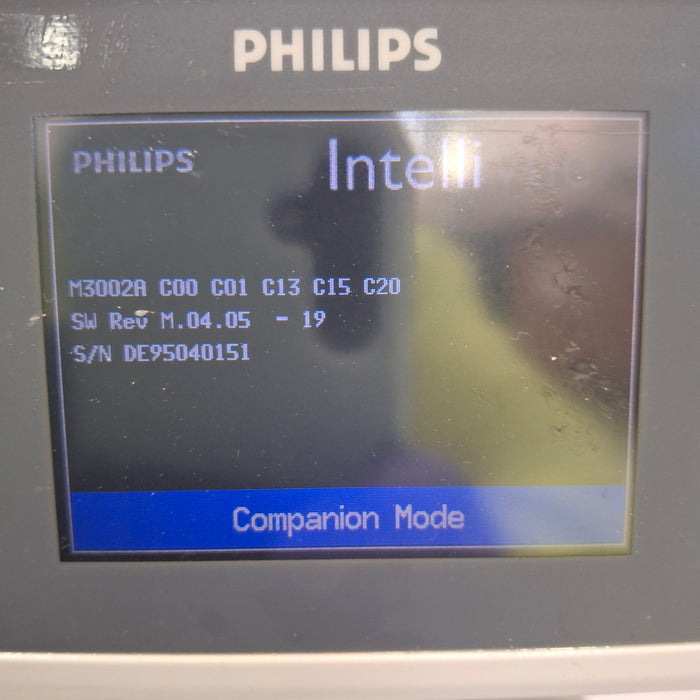 PHILIPS
PHILIPS Intelli
M3002A C00 C01 C13 C15 C20
SW Rev M.04.05 - 19
S/N DE95040151
Companion Mode